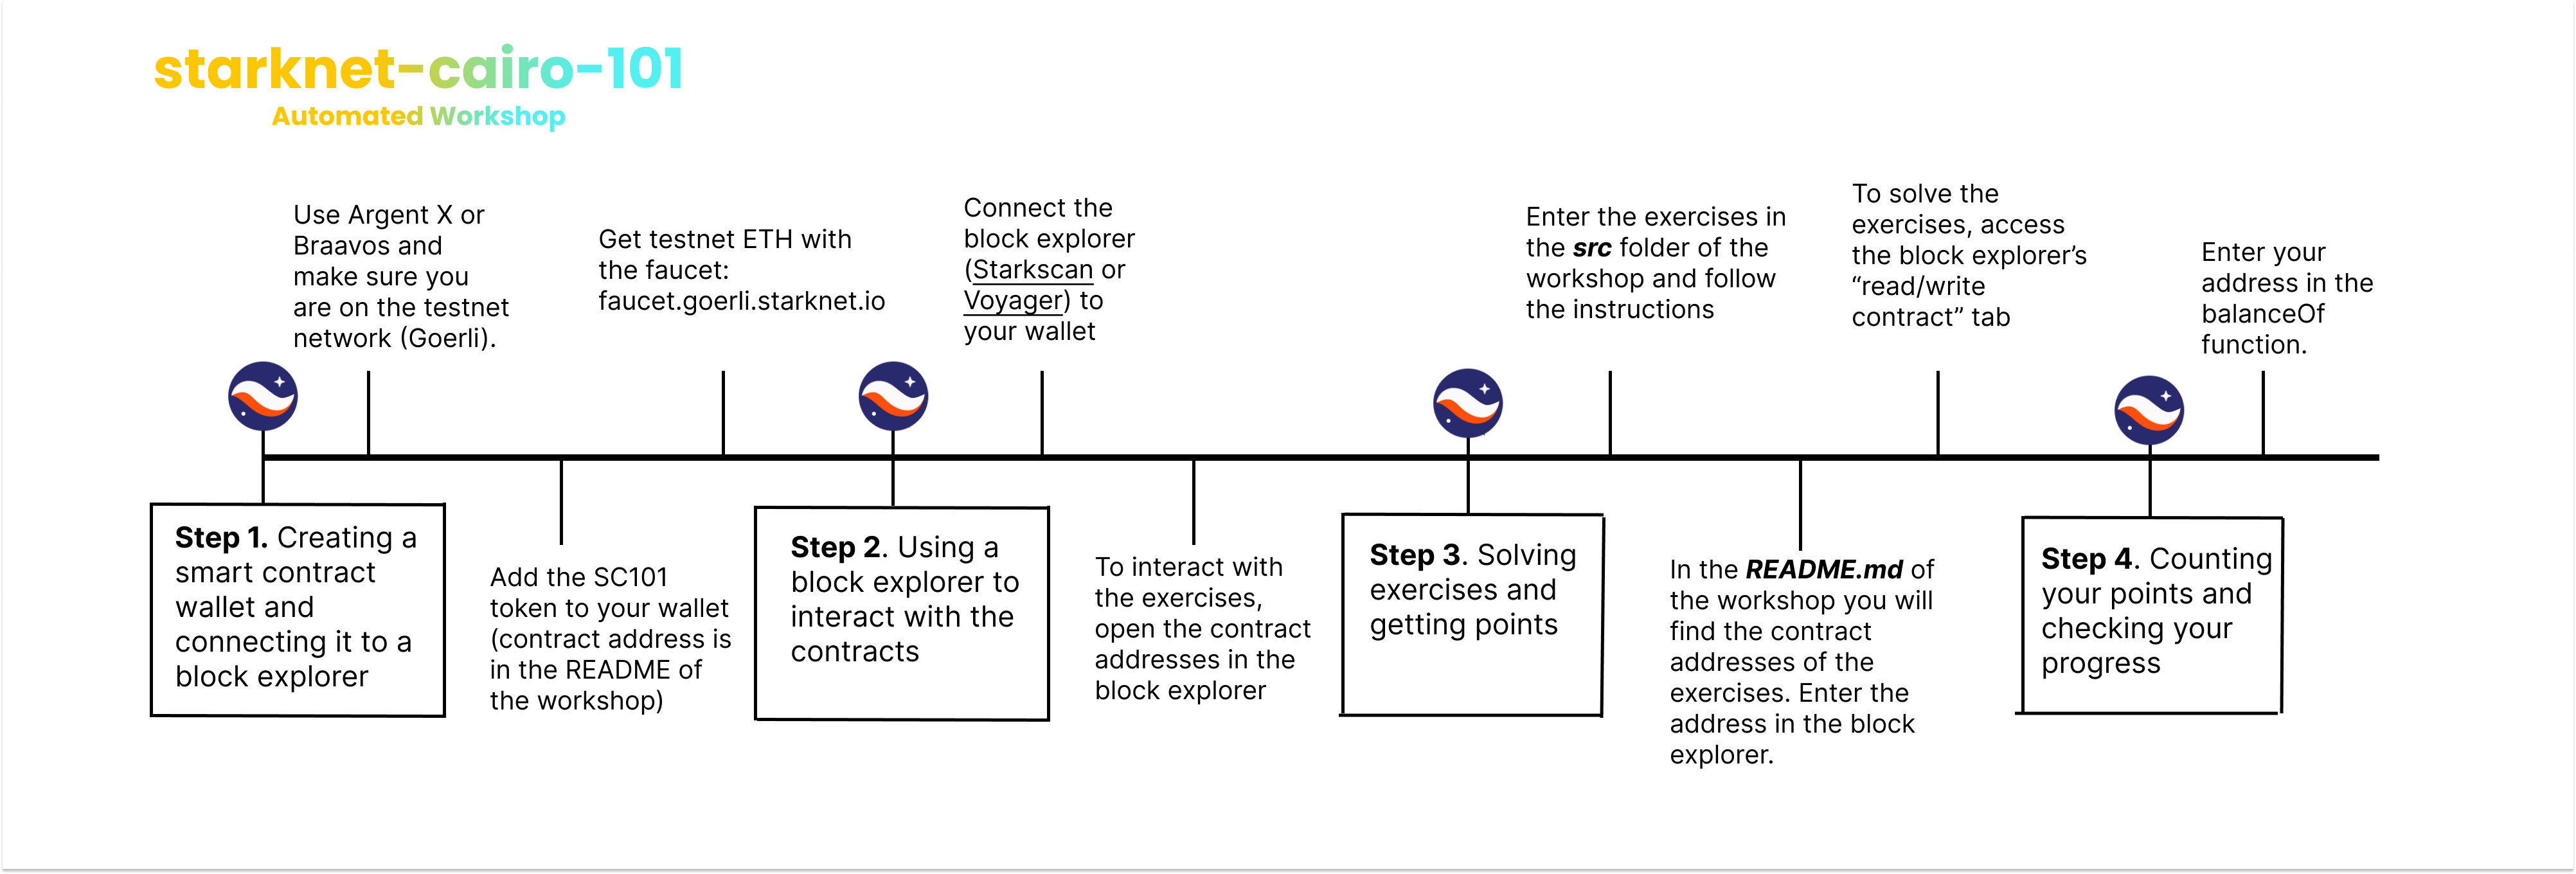 starknet-cairo-101
Automated Workshop
Use Argent X or
Braavos and
make sure you
are on the testnet
network (Goerli).
Get testnet ETH with
the faucet:
faucet.goerli.starknet.io
Connect the
block explorer
(Starkscan or
Voyager) to
your wallet
Enter the exercises in
the src folder of the
workshop and follow
the instructions
To solve the
exercises, access
the block explorer’s
“read/write
contract” tab
Enter your
address in the
balanceOf
function.
Step 1. Creating a
smart contract
wallet and
connecting it to a
block explorer
Add the SC101
token to your wallet
(contract address is
in the README of
the workshop)
Step 2. Using a
block explorer to
interact with the
contracts
To interact with
the exercises,
open the contract
addresses in the
block explorer
Step 3. Solving
exercises and
getting points
In the README.md of
the workshop you will
find the contract
addresses of the
exercises. Enter the
address in the block
explorer.
Step 4. Counting
your points and
checking your
progress